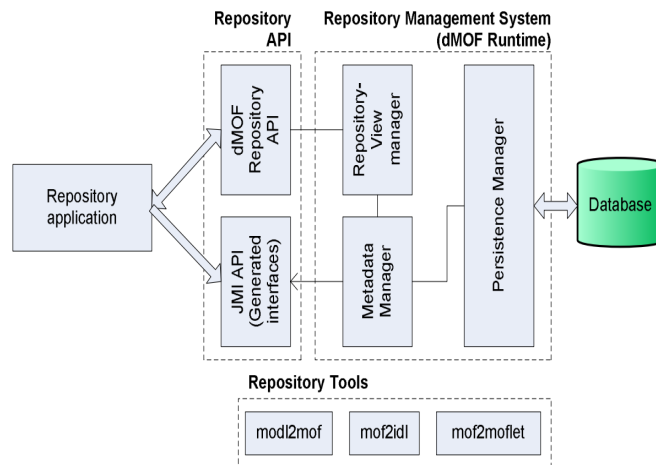 Repository
API
Repository Management System
(dMOF Runtime)
dMOF
Repository
API
Repository-
View
manager
Persistence Manager
Repository
application
Database
JMI API
(Generated
interfaces)
Metadata
Manager
Repository Tools
modl2mof
mof2idl
mof2moflet